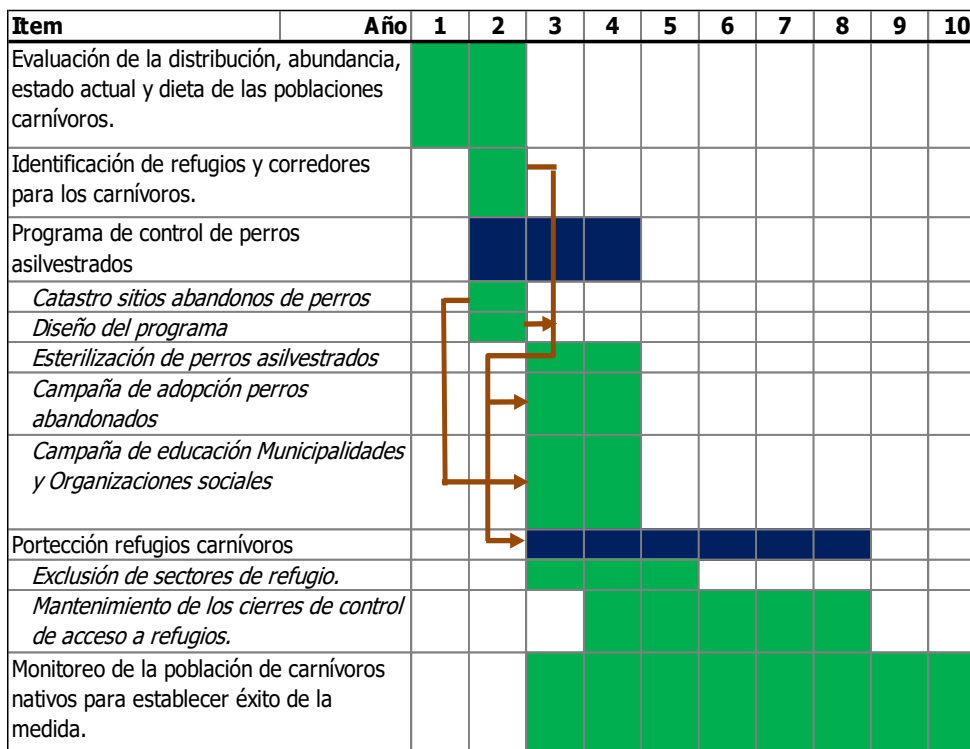 Item Año 1 2 3 4 5 6 7 8 9 10
Evaluación de la distribución, abundancia,
estado actual y dieta de las poblaciones
carnívoros.
Identificación de refugios y corredores
para los carnívoros.
Programa de control de perros
asilvestrados
Catastro sitios abandonos de perros
Diseño del programa
Esterilización de perros asilvestrados
Campaña de adopción perros
abandonados
Campaña de educación Municipalidades
y Organizaciones sociales
Portección refugios carnívoros
Exclusión de sectores de refugio.
Mantenimiento de los cierres de control
de acceso a refugios.
Monitoreo de la población de carnívoros
nativos para establecer éxito de la
medida.